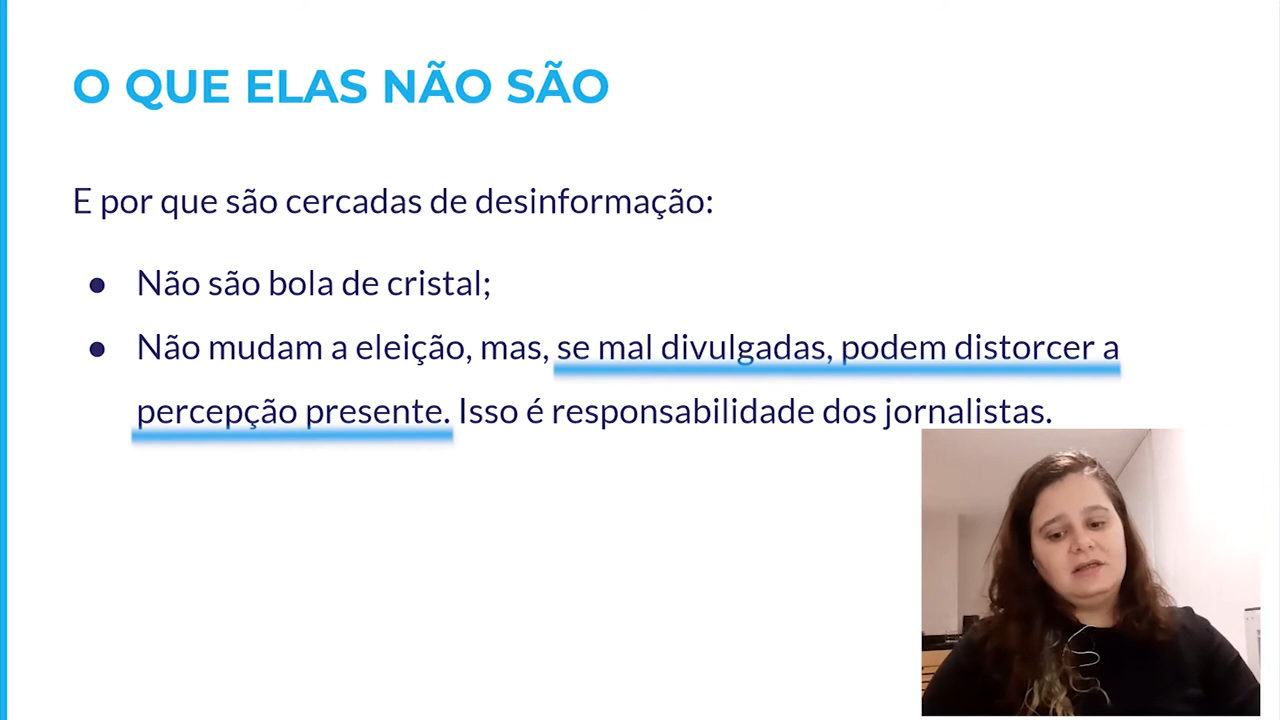 O QUE ELAS NÃO SÃO
E por que são cercadas de desinformação:
● Não são bola de cristal;
● Não mudam a eleição, mas, se mal divulgadas, podem distorcer a
percepção presente. Isso é responsabilidade dos jornalistas.